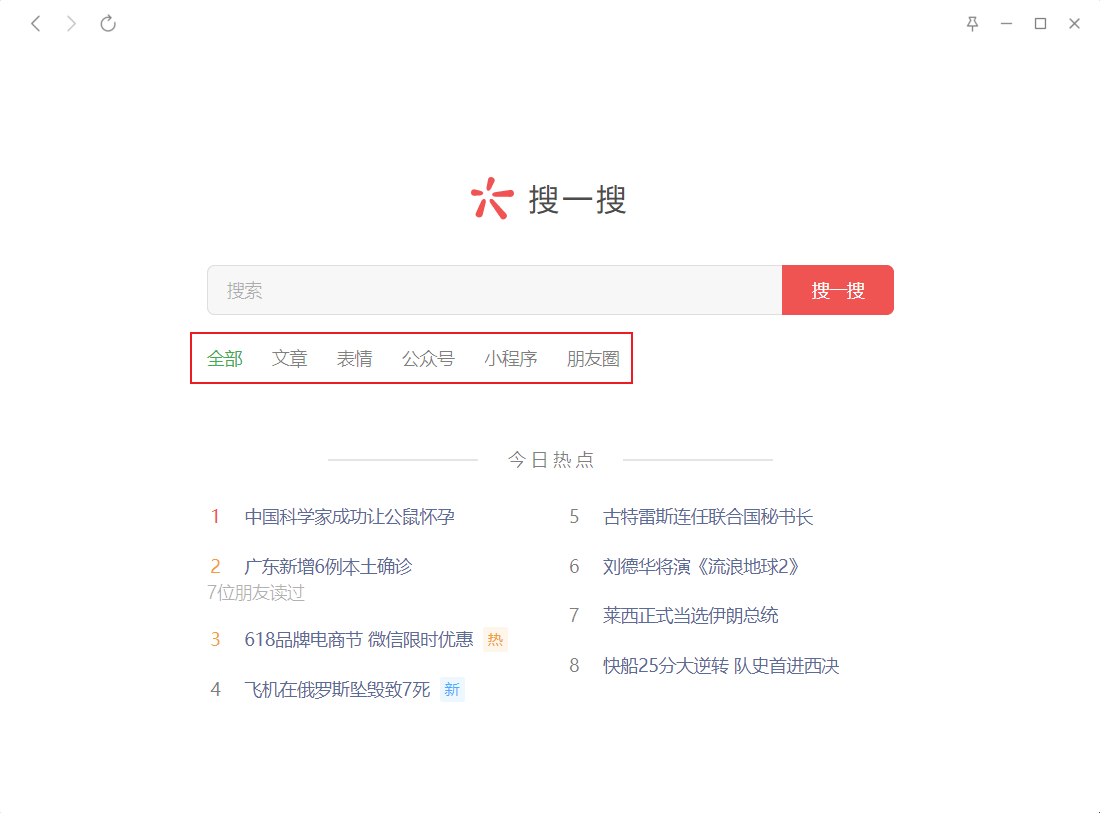 搜一搜
搜索 搜一搜
全部 文章 表情 公众号 小程序 朋友圈
今日热点
1 中国科学家成功让公鼠怀孕
2 广东新增6例本土确诊
7位朋友读过
3 618品牌电商节 微信限时优惠 热
4 飞机在俄罗斯坠毁致7死 新
5 古特雷斯连任联合国秘书长
6 刘德华将演《流浪地球2》
7 莱西正式当选伊朗总统
8 快船25分大逆转 队史首进西决